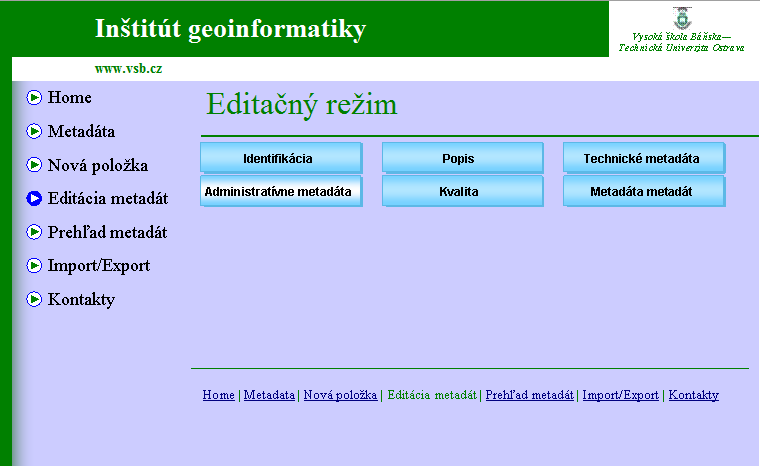 Inštitút geoinformatiky
Vysoká škola Báňska—
Technická Univerzita Ostrava
www.vsb.cz
Home
Metadáta
Nová položka
Editácia metadát
Prehľad metadát
Import/Export
Kontakty
Editačný režim
Identifikácia
Popis
Technické metadáta
Administratívne metadáta
Kvalita
Metadáta metadát
Home | Metadata | Nová položka | Editácia metadát | Prehľad metadát | Import/Export | Kontakty